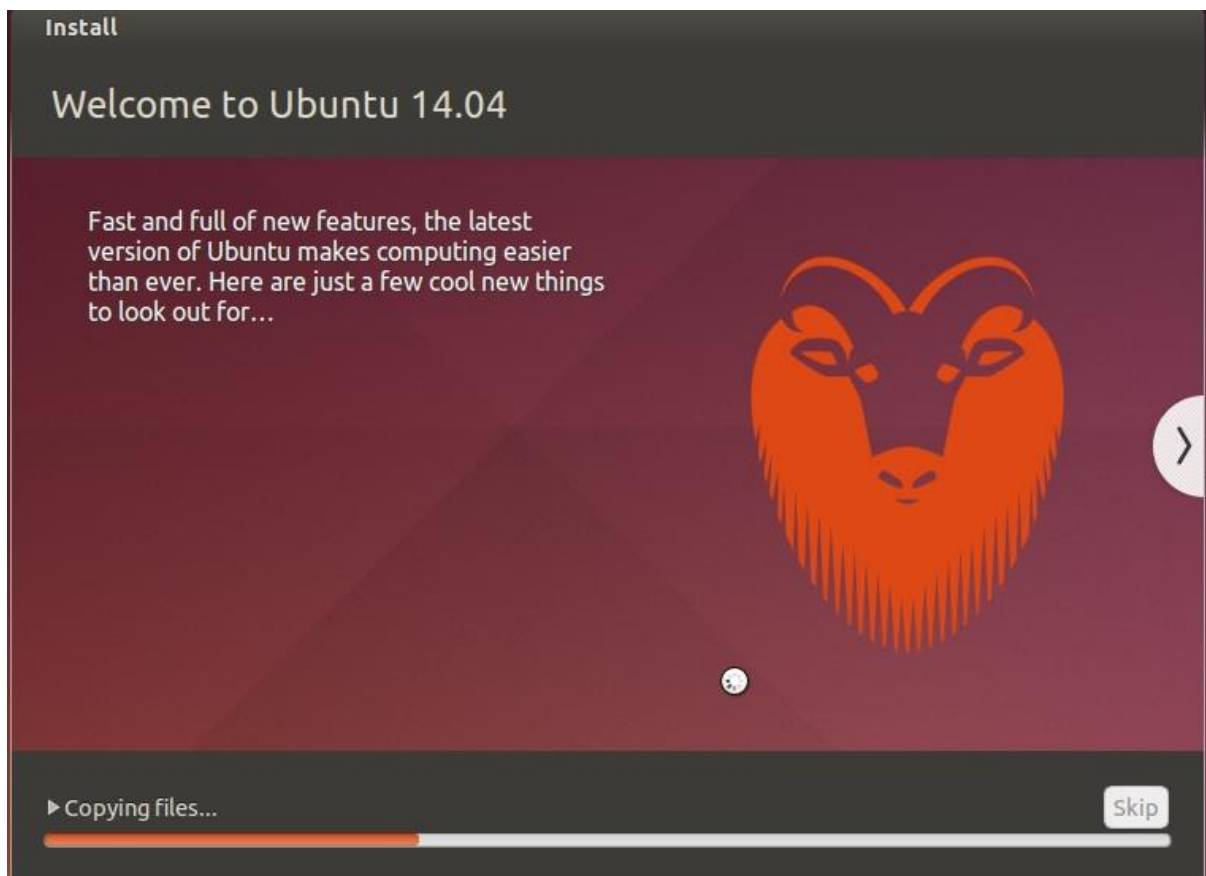 Install
Welcome to Ubuntu 14.04
Fast and full of new features, the latest
version of Ubuntu makes computing easier
than ever. Here are just a few cool new things
to look out for…
Copying files...
Skip